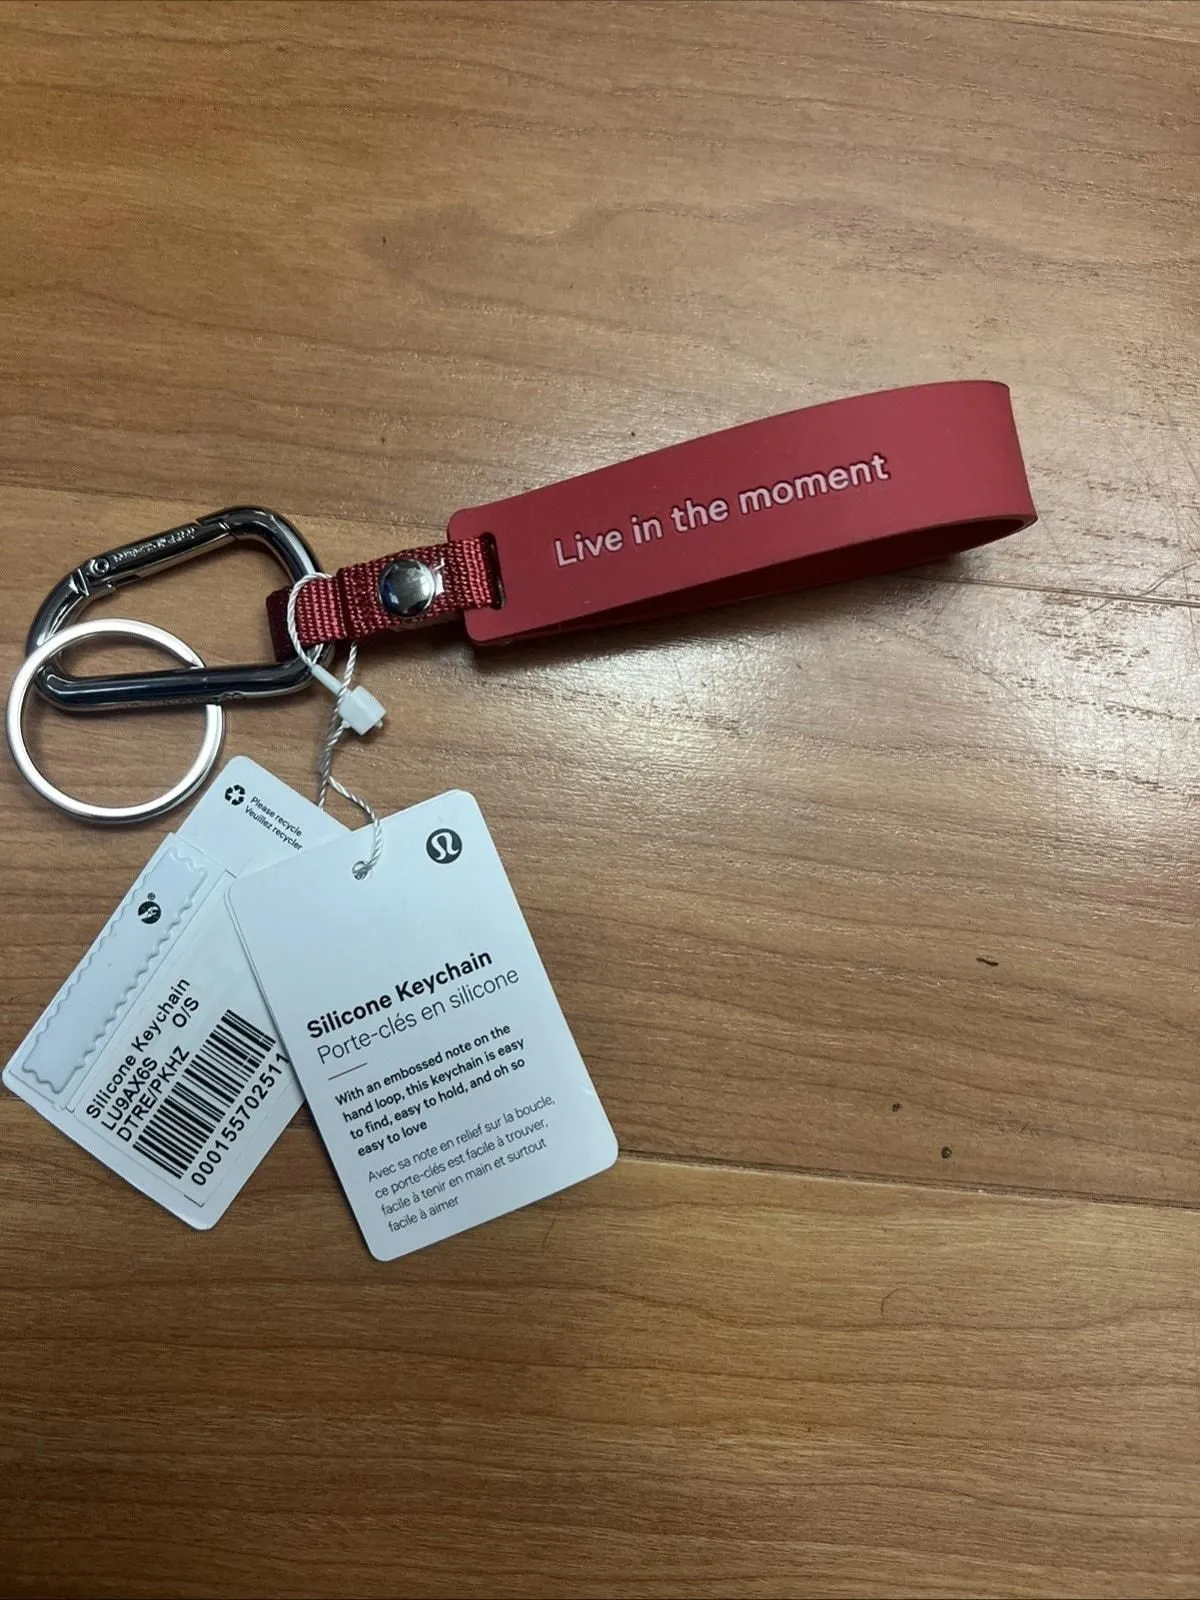 Live in the moment
Please recycle
Veuillez recycler
Silicone Keychain
LU9AX6S O/S
DTRE/PKHZ
000155702511
Silicone Keychain
Porte-clés en silicone
With an embossed note on the
hand loop, this keychain is easy
to find, easy to hold, and oh so
easy to love
Avec sa note en relief sur la boucle,
ce porte-clés est facile à trouver,
facile à tenir en main et surtout
facile à aimer